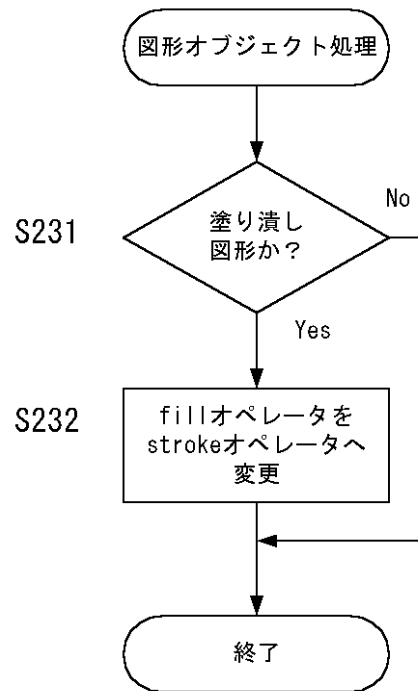 図形オブジェクト処理
S231
塗り潰し
図形か？
No
Yes
S232
fillオペレータを
strokeオペレータへ
変更
終了